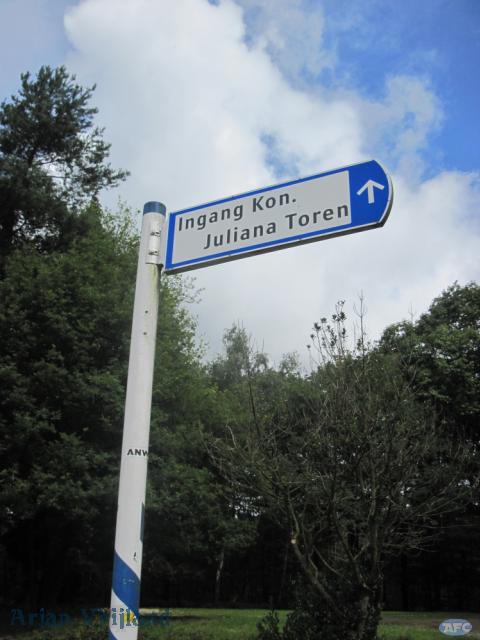 Ingang Kon.
Juliana Toren
ANW
Arjan Vrijland
AFC